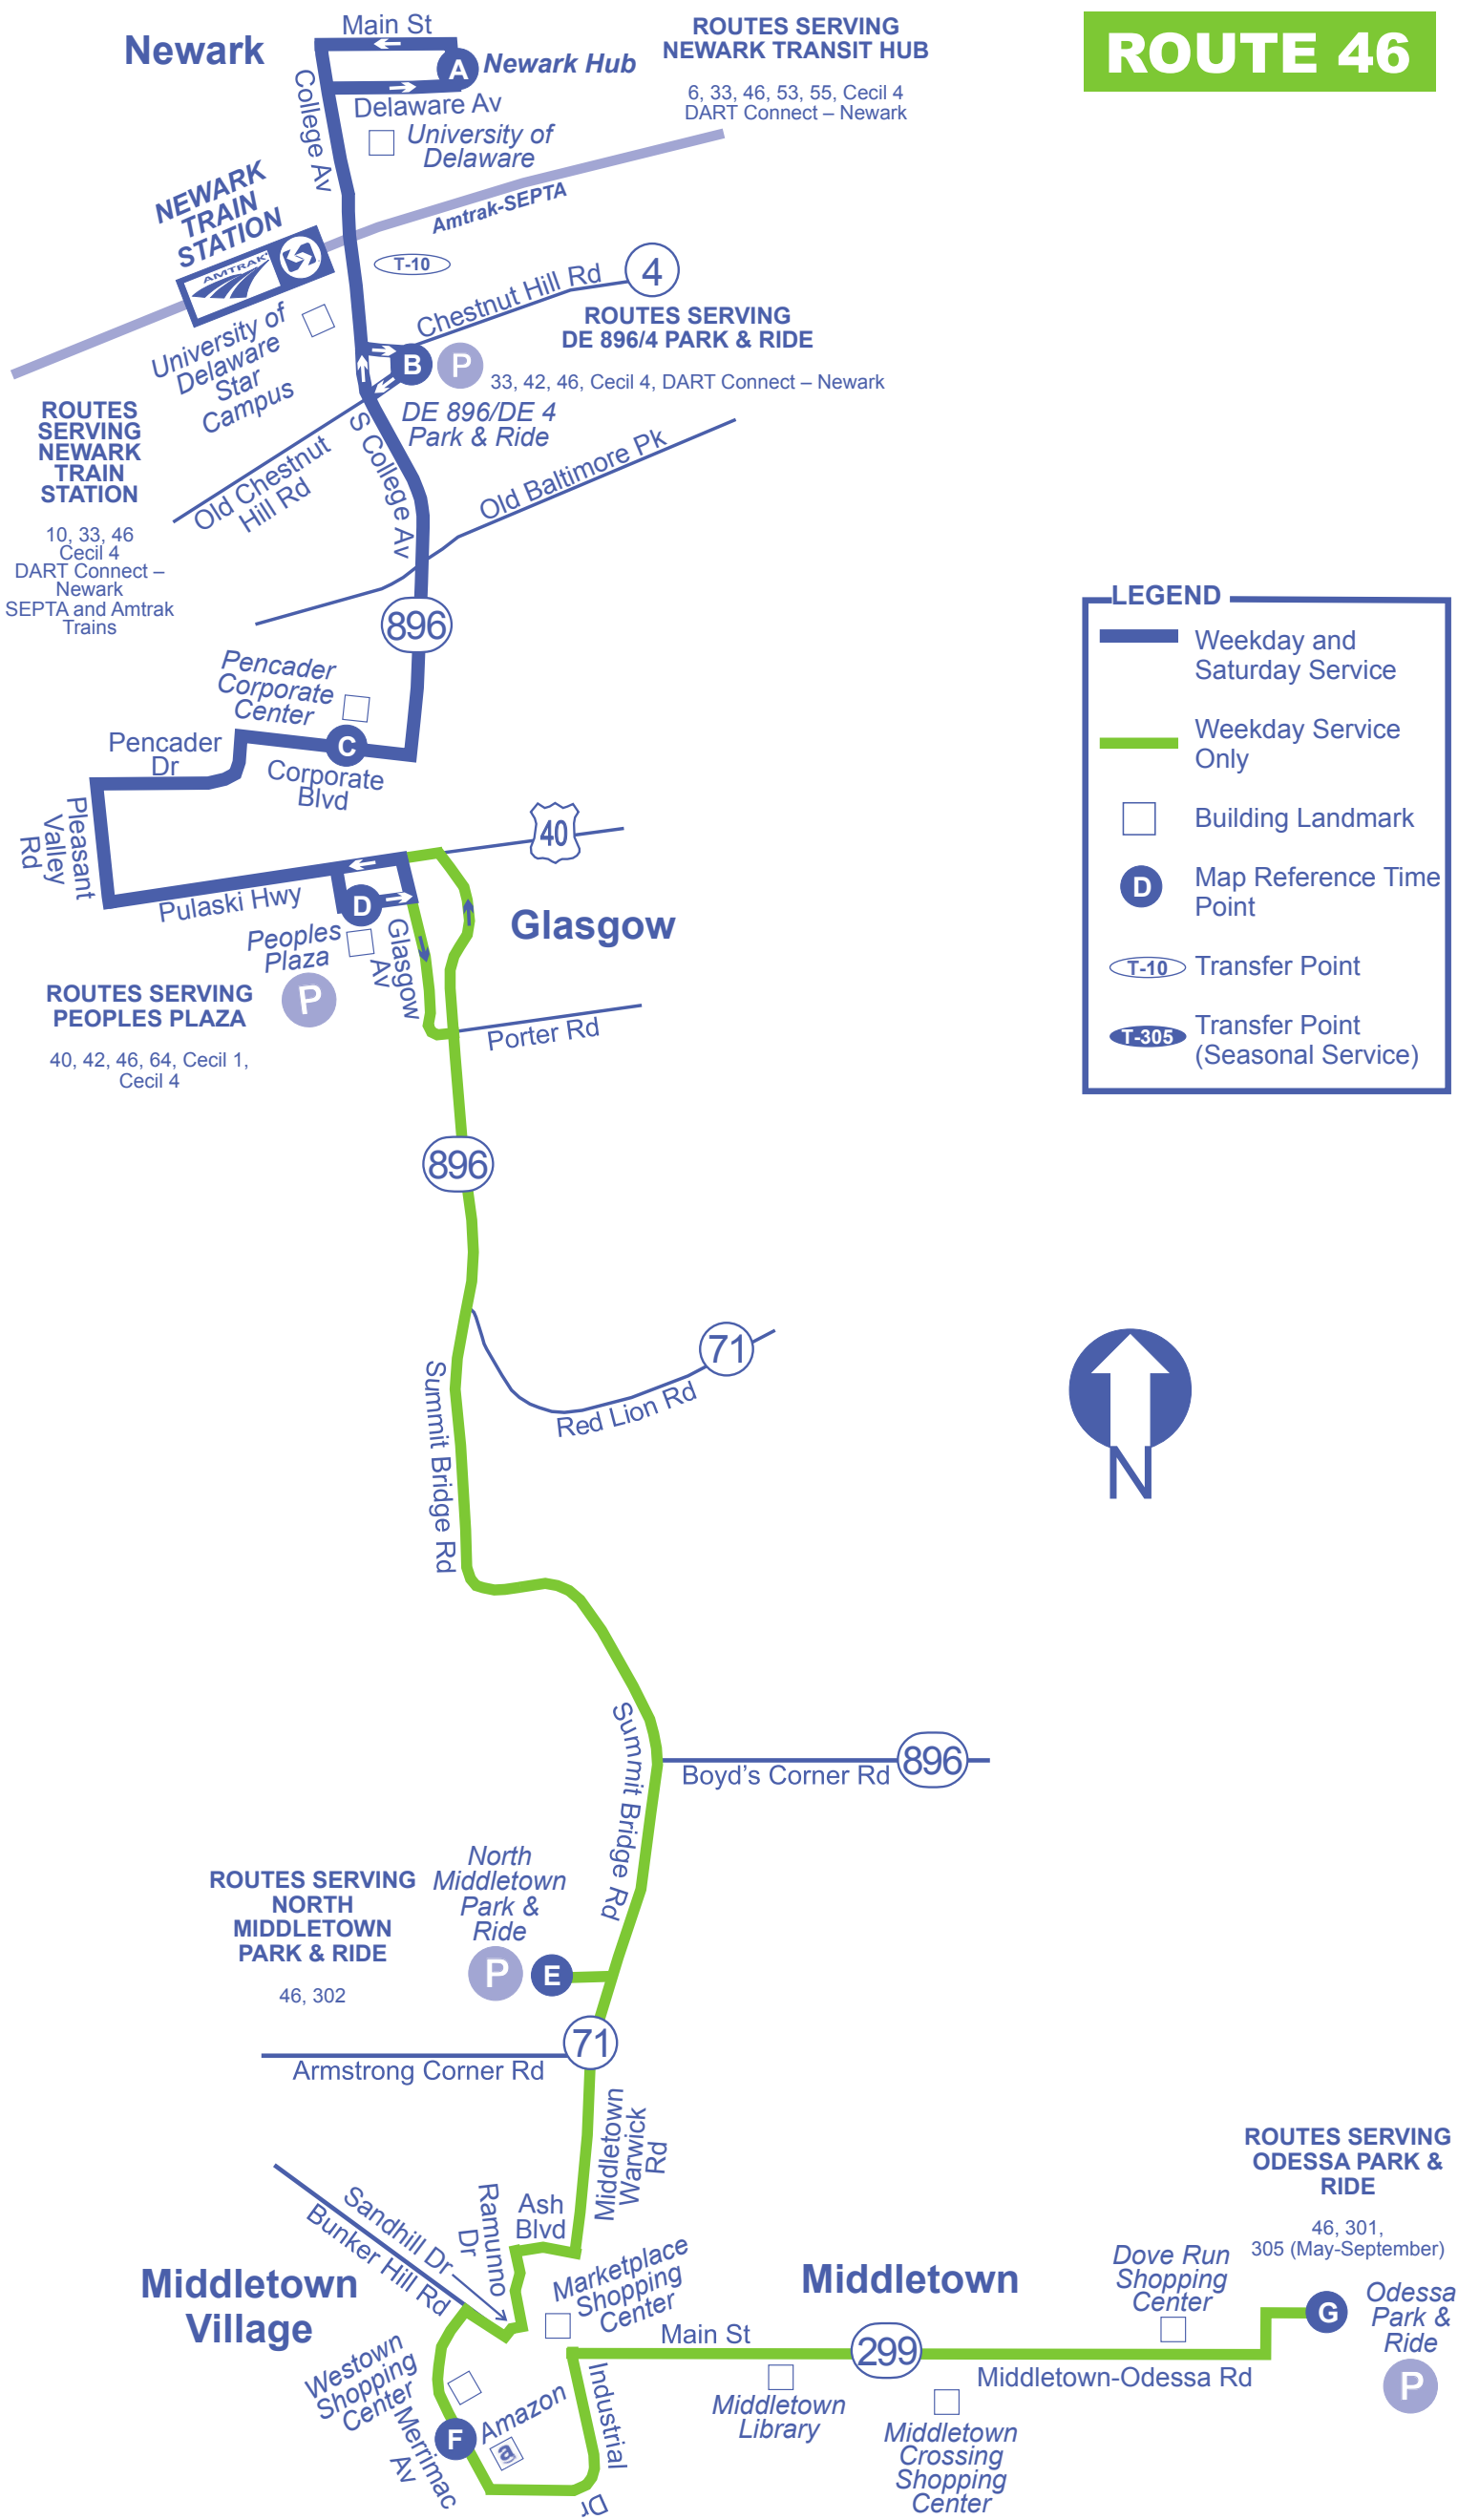 ROUTE 46
Newark
Main St
A
Newark Hub
ROUTES SERVING
NEWARK TRANSIT HUB
6, 33, 46, 53, 55, Cecil 4
DART Connect – Newark
College Av
Delaware Av
University of
Delaware
NEWARK
TRAIN
STATION
AMTRAK
Amtrak-SEPTA
T-10
Chestnut Hill Rd
4
ROUTES SERVING
DE 896/4 PARK & RIDE
33, 42, 46, Cecil 4, DART Connect – Newark
B
P
DE 896/DE 4
Park & Ride
University of
Delaware
Star
Campus
ROUTES
SERVING
NEWARK
TRAIN
STATION
10, 33, 46
Cecil 4
DART Connect –
Newark
SEPTA and Amtrak
Trains
Old Chestnut
Hill Rd
S College Av
Old Baltimore Pk
896
Pencader
Corporate
Center
C
Pencader
Dr
Corporate
Blvd
Pleasant
Valley
Rd
40
Pulaski Hwy
D
Glasgow
Av
Glasgow
Peoples
Plaza
P
ROUTES SERVING
PEOPLES PLAZA
40, 42, 46, 64, Cecil 1,
Cecil 4
Porter Rd
LEGEND
Weekday and
Saturday Service
Weekday Service
Only
Building Landmark
D
Map Reference Time
Point
T-10
Transfer Point
T-305
Transfer Point
(Seasonal Service)
896
71
Red Lion Rd
Summit Bridge Rd
N
Summit Bridge Rd
Boyd's Corner Rd
896
North
Middletown
Park &
Ride
ROUTES SERVING
NORTH
MIDDLETOWN
PARK & RIDE
46, 302
P
E
71
Armstrong Corner Rd
Middletown
Warwick
Rd
Ash
Blvd
Ramunno
Dr
Sandhill Dr
Bunker Hill Rd
Middletown
Village
Marketplace
Shopping
Center
Middletown
Main St
299
Middletown-Odessa Rd
Dove Run
Shopping
Center
ROUTES SERVING
ODESSA PARK &
RIDE
46, 301,
305 (May-September)
G
Odessa
Park &
Ride
P
Westown
Shopping
Center
F
Merrimac
Av
Amazon
a
Industrial
Dr
Middletown
Library
Middletown
Crossing
Shopping
Center